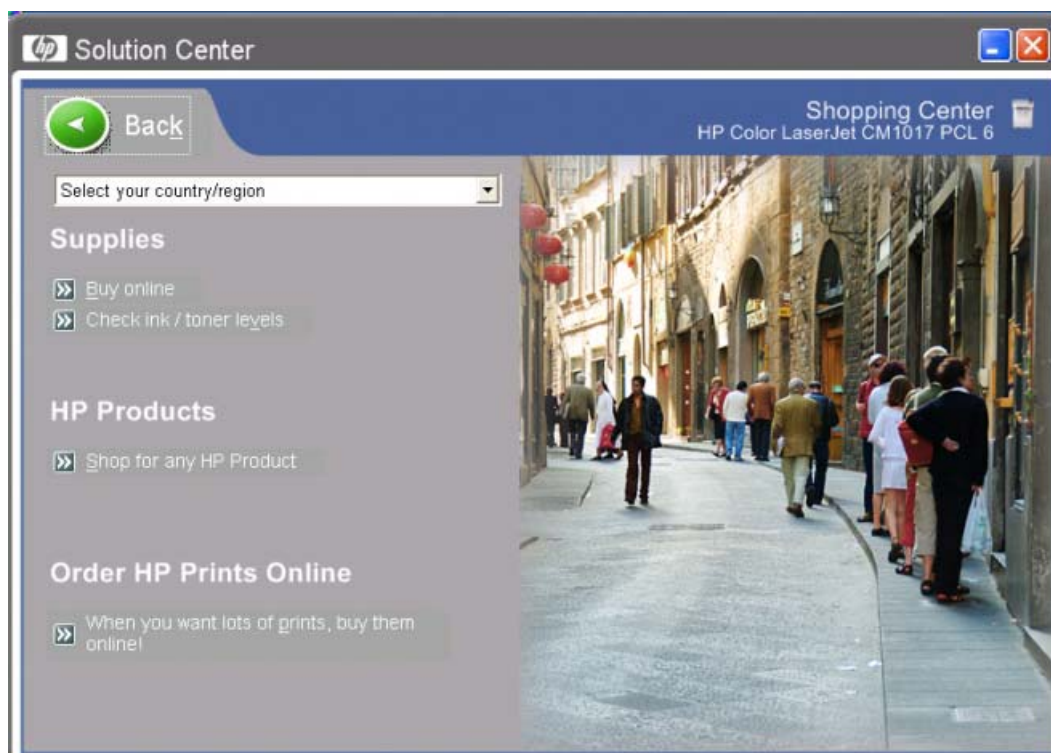 hp Solution Center
Back
Shopping Center
HP Color LaserJet CM1017 PCL 6
Select your country/region
Supplies
Buy online
Check ink / toner levels
HP Products
Shop for any HP Product
Order HP Prints Online
When you want lots of prints, buy them
online!